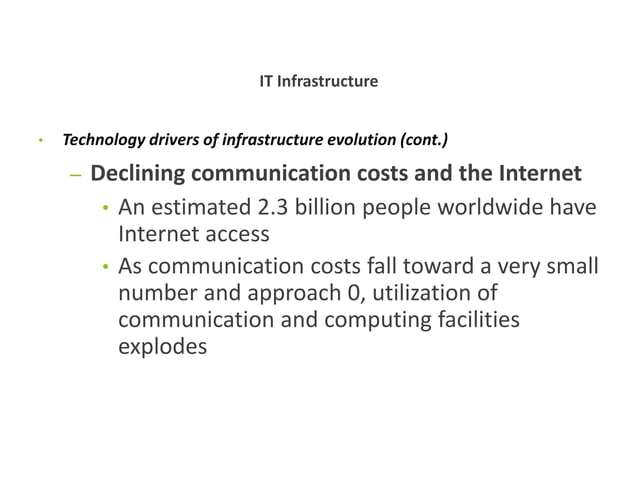 IT Infrastructure
• Technology drivers of infrastructure evolution (cont.)
– Declining communication costs and the Internet
• An estimated 2.3 billion people worldwide have
Internet access
• As communication costs fall toward a very small
number and approach 0, utilization of
communication and computing facilities
explodes